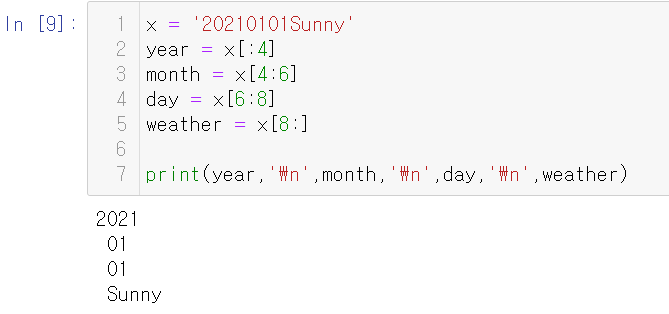 In [9]:
1 x = '20210101Sunny'
2 year = x[:4]
3 month = x[4:6]
4 day = x[6:8]
5 weather = x[8:]
6
7 print(year,'₩n',month,'₩n',day,'₩n',weather)
2021
01
01
Sunny